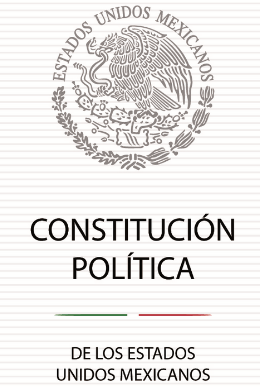 ESTADOS UNIDOS MEXICANOS
CONSTITUCIÓN
POLÍTICA
DE LOS ESTADOS
UNIDOS MEXICANOS